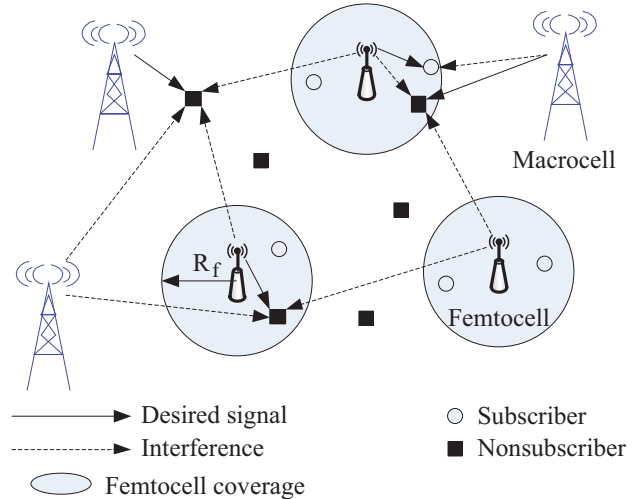 Macrocell
R_f
Femtocell
Desired signal
Interference
Femtocell coverage
Subscriber
Nonsubscriber